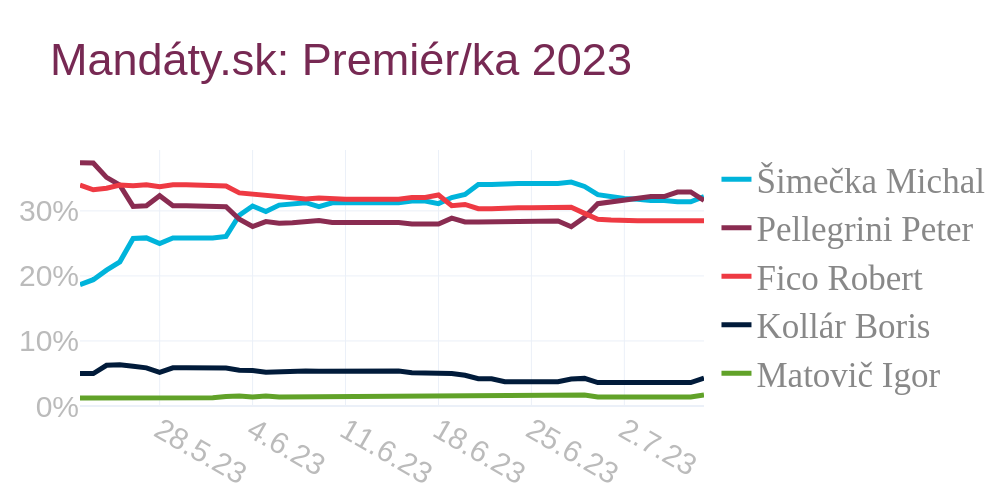 Mandáty.sk: Premiér/ka 2023
Šimečka Michal
Pellegrini Peter
Fico Robert
Kollár Boris
Matovič Igor
30%
20%
10%
0%
28.5.23
4.6.23
11.6.23
18.6.23
25.6.23
2.7.23